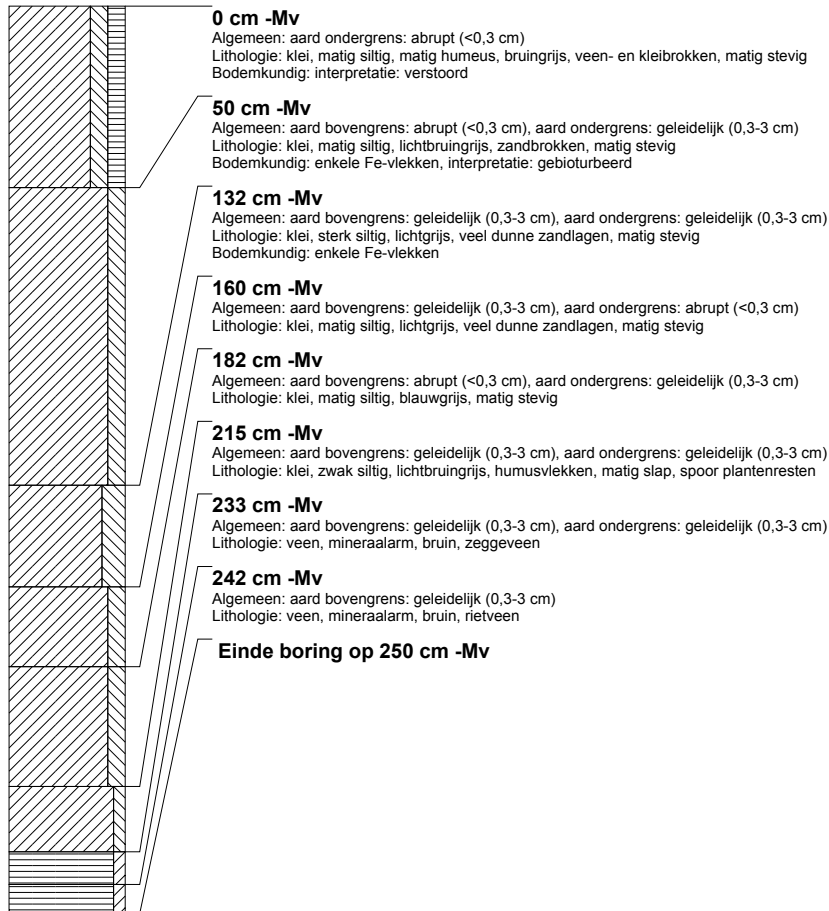 0 cm -Mv
Algemeen: aard ondergrens: abrupt (<0,3 cm)
Lithologie: klei, matig siltig, matig humeus, bruingrijs, veen- en kleibrokken, matig stevig
Bodemkundig: interpretatie: verstoord
50 cm -Mv
Algemeen: aard bovengrens: abrupt (<0,3 cm), aard ondergrens: geleidelijk (0,3-3 cm)
Lithologie: klei, matig siltig, lichtbruingrijs, zandbrokken, matig stevig
Bodemkundig: enkele Fe-vlekken, interpretatie: gebioturbeerd
132 cm -Mv
Algemeen: aard bovengrens: geleidelijk (0,3-3 cm), aard ondergrens: geleidelijk (0,3-3 cm)
Lithologie: klei, sterk siltig, lichtgrijs, veel dunne zandlagen, matig stevig
Bodemkundig: enkele Fe-vlekken
160 cm -Mv
Algemeen: aard bovengrens: geleidelijk (0,3-3 cm), aard ondergrens: abrupt (<0,3 cm)
Lithologie: klei, matig siltig, lichtgrijs, veel dunne zandlagen, matig stevig
182 cm -Mv
Algemeen: aard bovengrens: abrupt (<0,3 cm), aard ondergrens: geleidelijk (0,3-3 cm)
Lithologie: klei, matig siltig, blauwgrijs, matig stevig
215 cm -Mv
Algemeen: aard bovengrens: geleidelijk (0,3-3 cm), aard ondergrens: geleidelijk (0,3-3 cm)
Lithologie: klei, zwak siltig, lichtbruingrijs, humusvlekken, matig slap, spoor plantenresten
233 cm -Mv
Algemeen: aard bovengrens: geleidelijk (0,3-3 cm), aard ondergrens: geleidelijk (0,3-3 cm)
Lithologie: veen, mineraalarm, bruin, zeggeveen
242 cm -Mv
Algemeen: aard bovengrens: geleidelijk (0,3-3 cm)
Lithologie: veen, mineraalarm, bruin, rietveen
Einde boring op 250 cm -Mv